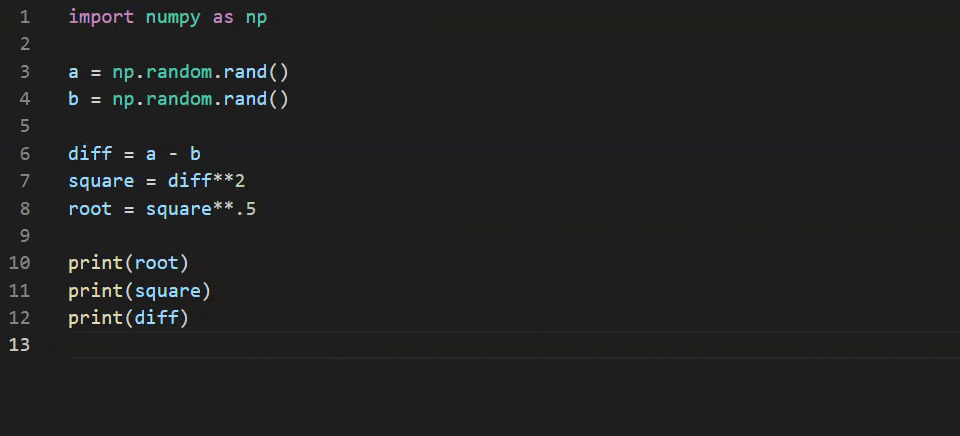 1 import numpy as np
2
3 a = np.random.rand()
4 b = np.random.rand()
5
6 diff = a - b
7 square = diff**2
8 root = square**.5
9
10 print(root)
11 print(square)
12 print(diff)
13